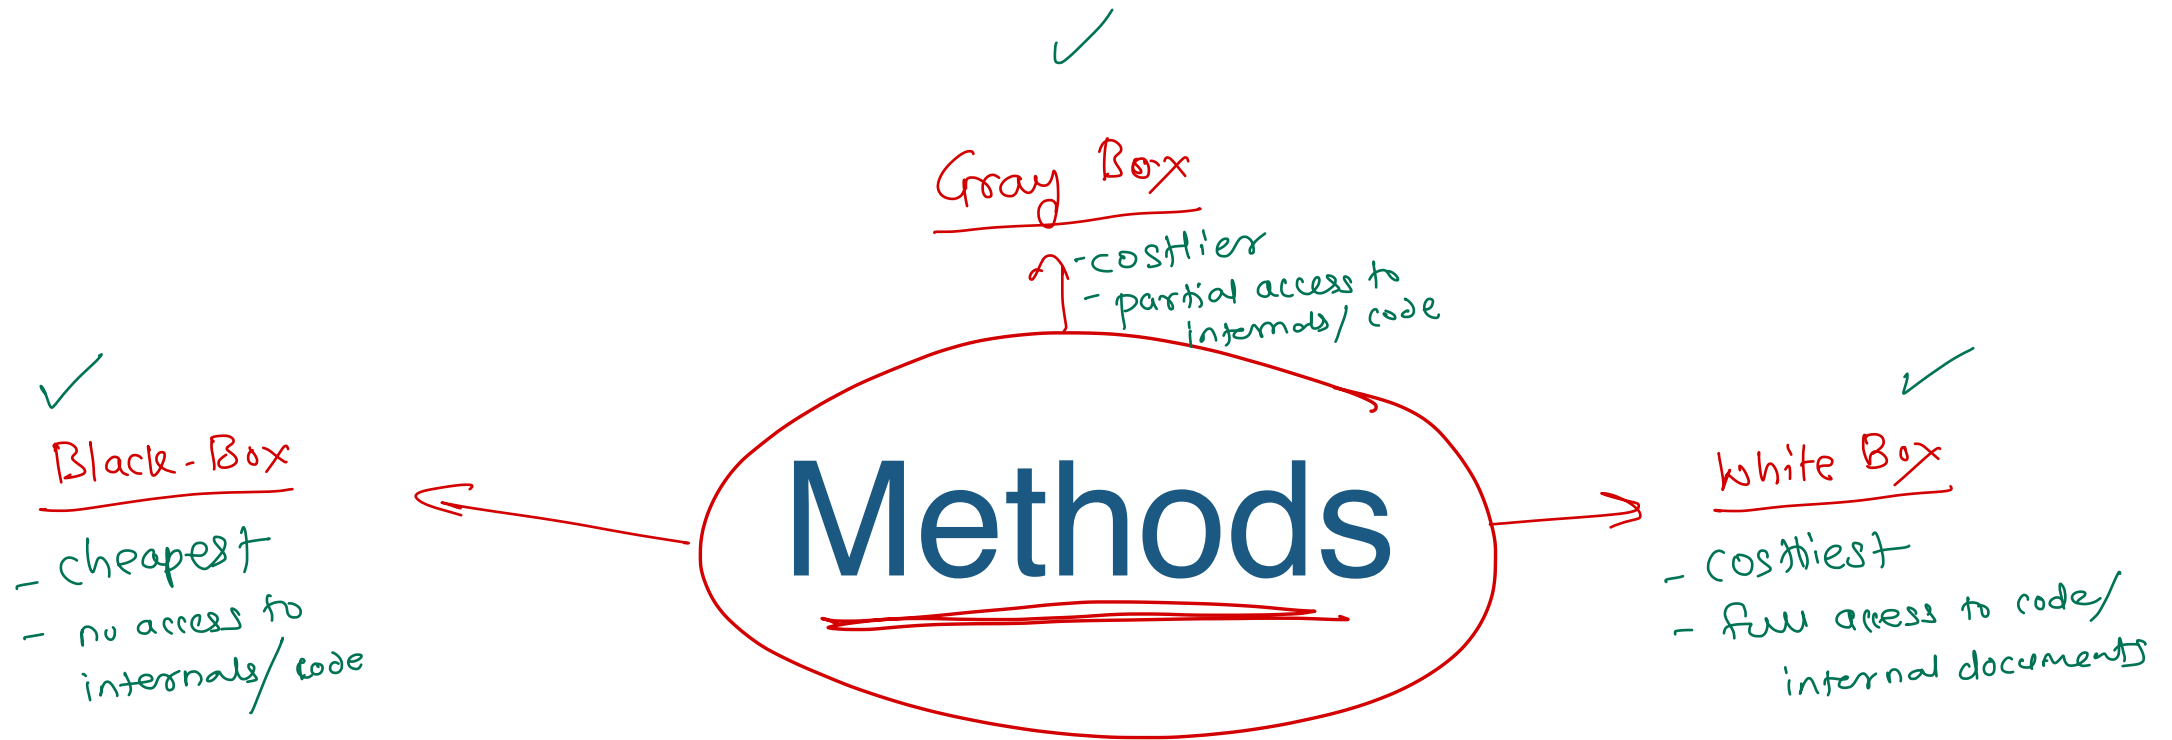 Gray Box
- costlier
- partial access to
internals/ code
Black-Box
- cheapest
- no access to
internals/ code
Methods
White Box
- costliest
- full access to code/
internal documents